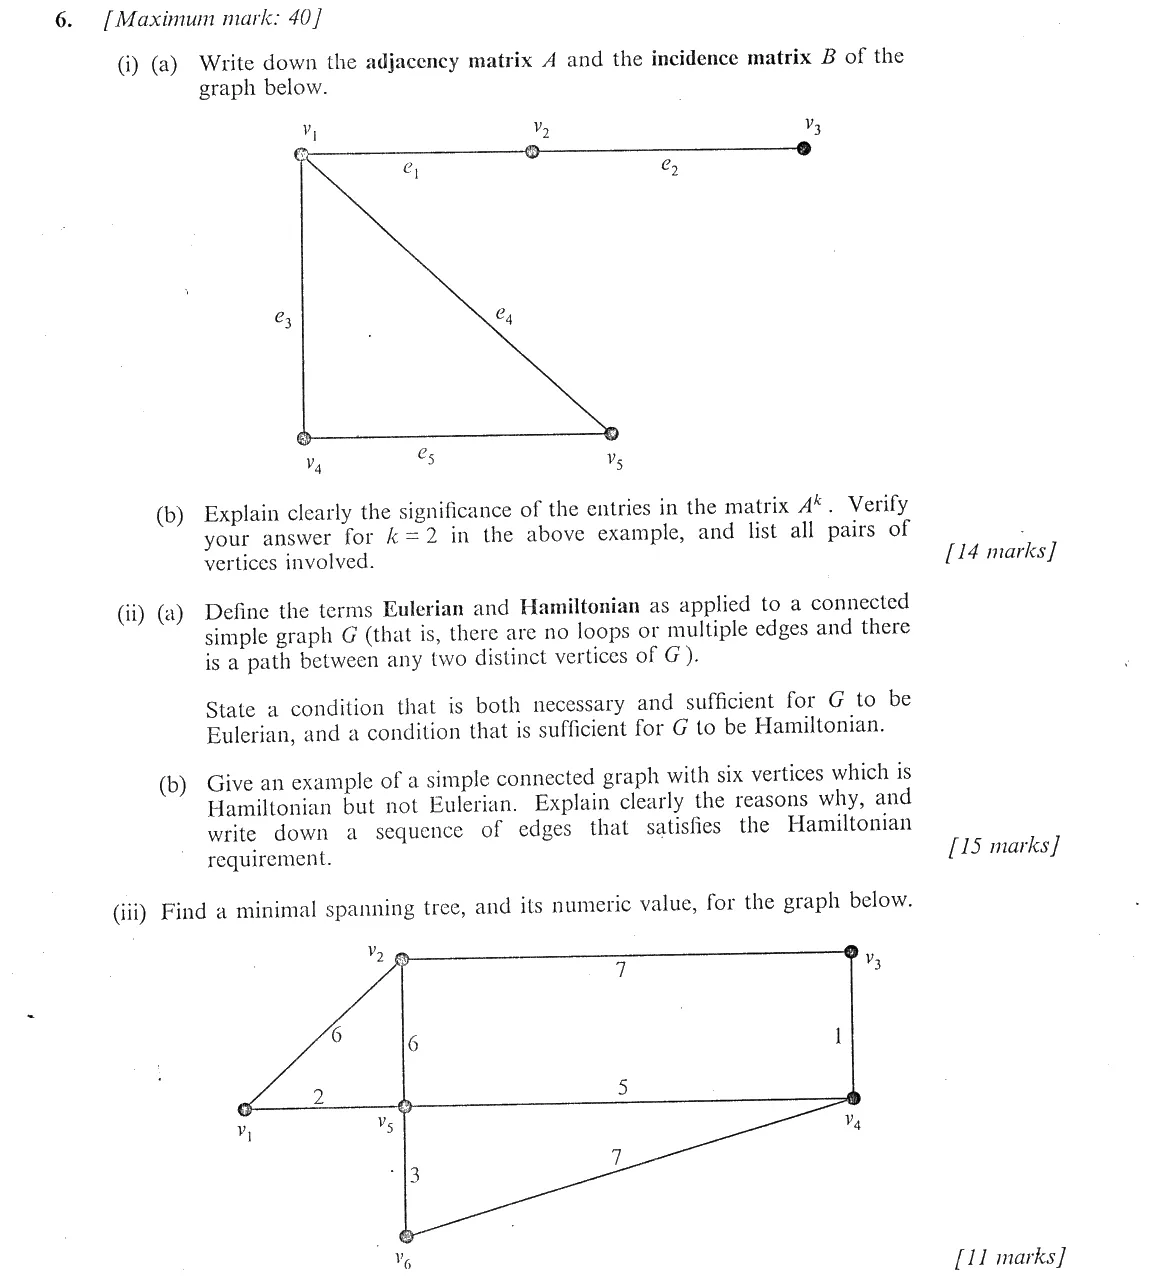 6. [Maximum mark: 40]
(i) (a) Write down the adjacency matrix A and the incidence matrix B of the
graph below.
v1 v2 v3
e1 e2
e3 e4
e5
v4 v5
(b) Explain clearly the significance of the entries in the matrix A^k. Verify
your answer for k = 2 in the above example, and list all pairs of
vertices involved.
[14 marks]
(ii) (a) Define the terms Eulerian and Hamiltonian as applied to a connected
simple graph G (that is, there are no loops or multiple edges and there
is a path between any two distinct vertices of G).
State a condition that is both necessary and sufficient for G to be
Eulerian, and a condition that is sufficient for G to be Hamiltonian.
(b) Give an example of a simple connected graph with six vertices which is
Hamiltonian but not Eulerian. Explain clearly the reasons why, and
write down a sequence of edges that satisfies the Hamiltonian
requirement.
[15 marks]
(iii) Find a minimal spanning tree, and its numeric value, for the graph below.
v2 7 v3
6 6 1
2 5
v1 v5 v4
3 7
v6
[11 marks]